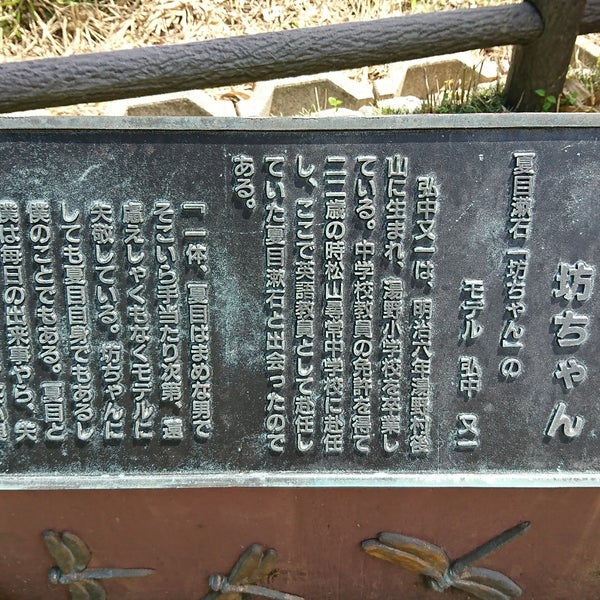 坊ちゃん
夏目漱石「坊ちゃん」の
モデル 弘中 又一
弘中又一は、明治六年湯野村後
山に生まれ、湯野小学校を卒業し
ている。中学校教員の免許を得て
二二歳の時松山尋常中学校に赴任
し、ここで英語教員として赴任し
ていた夏目漱石と出会ったので
ある。
「一体、夏目はまめな男で
そこいら手当たり次第、遠
慮えしゃくもなくモデルに
失敬している。坊ちゃんに
しても夏目自身でもあるし
僕のことでもある。夏目と
僕は毎日の出来事やら、失